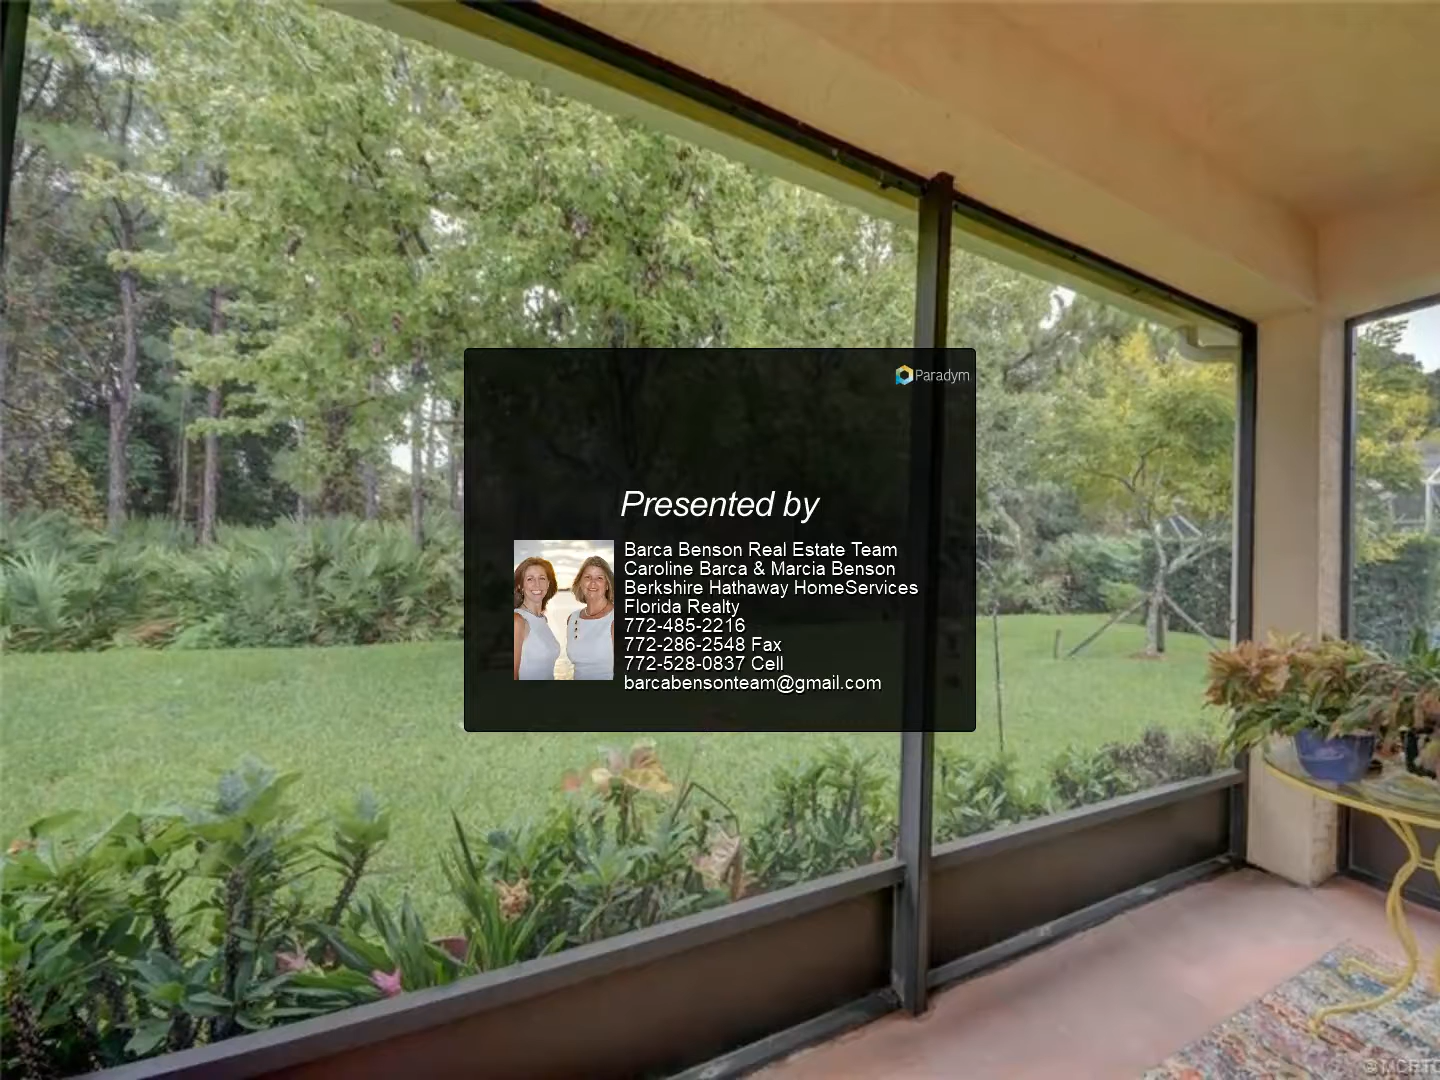 Paradym
Presented by
Barca Benson Real Estate Team
Caroline Barca & Marcia Benson
Berkshire Hathaway HomeServices
Florida Realty
772-485-2216
772-286-2548 Fax
772-528-0837 Cell
barcabensonteam@gmail.com